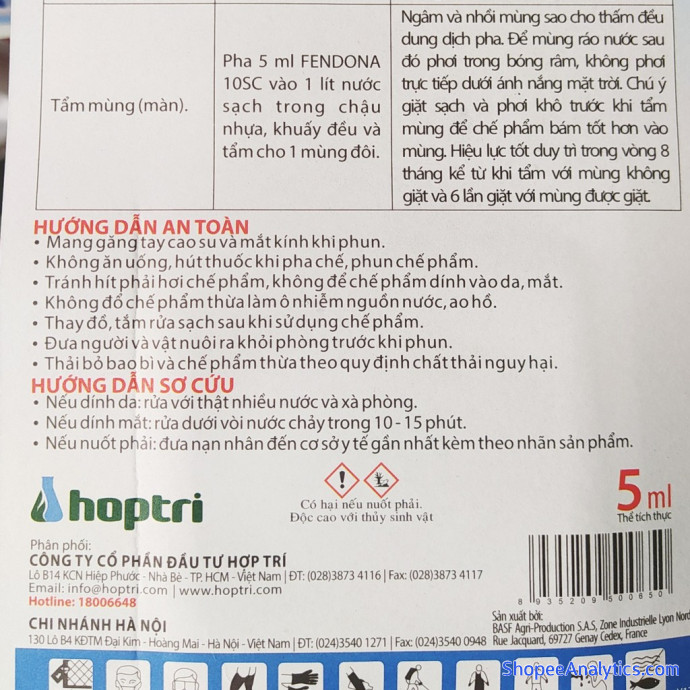 Tẩm mùng (màn).
Pha 5 ml FENDONA
10SC vào 1 lít nước
sạch trong chậu
nhựa, khuấy đều và
tẩm cho 1 mùng đôi.
Ngâm và nhồi mùng sao cho thấm đều
dung dịch pha. Để mùng ráo nước sau
đó phơi trong bóng râm, không phơi
trực tiếp dưới ánh nắng mặt trời. Chú ý
giặt sạch và phơi khô trước khi tẩm
mùng để chế phẩm bám tốt hơn vào
mùng. Hiệu lực tốt duy trì trong vòng 8
tháng kể từ khi tẩm với mùng không
giặt và 6 lần giặt với mùng được giặt.
HƯỚNG DẪN AN TOÀN
• Mang găng tay cao su và mắt kính khi phun.
• Không ăn uống, hút thuốc khi pha chế, phun chế phẩm.
• Tránh hít phải hơi chế phẩm, không để chế phẩm dính vào da, mắt.
• Không đổ chế phẩm thừa làm ô nhiễm nguồn nước, ao hồ.
• Thay đồ, tắm rửa sạch sau khi sử dụng chế phẩm.
• Đưa người và vật nuôi ra khỏi phòng trước khi phun.
• Thải bỏ bao bì và chế phẩm thừa theo quy định chất thải nguy hại.
HƯỚNG DẪN SƠ CỨU
• Nếu dính da: rửa với thật nhiều nước và xà phòng.
• Nếu dính mắt: rửa dưới vòi nước chảy trong 10 - 15 phút.
• Nếu nuốt phải: đưa nạn nhân đến cơ sở y tế gần nhất kèm theo nhãn sản phẩm.
hoptri
Có hại nếu nuốt phải.
Độc cao với thủy sinh vật
5 ml
Thể tích thực
Phân phối:
CÔNG TY CỔ PHẦN ĐẦU TƯ HỢP TRÍ
Lô B14 KCN Hiệp Phước - Nhà Bè - TP. HCM - Việt Nam | ĐT: (028)3873 4116 | Fax: (028)3873 4117
Email: info@hoptri.com | www.hoptri.com
Hotline: 18006648
CHI NHÁNH HÀ NỘI
130 Lô B4 KĐTM Đại Kim - Hoàng Mai - Hà Nội - Việt Nam | ĐT: (024)3540 1271 | Fax: (024)3540 0948
8 935209 500650
Sản xuất bởi:
BASF Agri-Production S.A.S, Zone Industrielle Lyon Nord
Rue Jacquard, 69727 Genay Cedex, France
ShopeeAnalytics.com